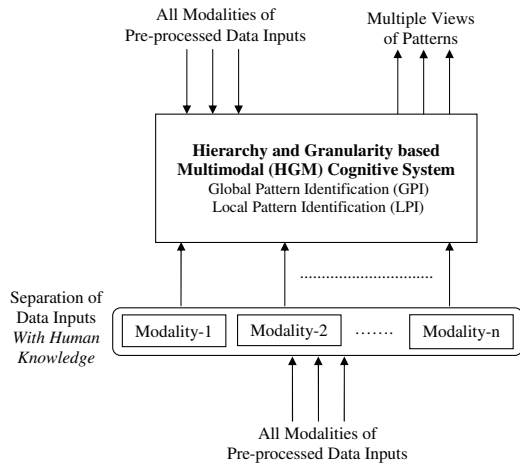 All Modalities of
Pre-processed Data Inputs
Multiple Views
of Patterns
Hierarchy and Granularity based
Multimodal (HGM) Cognitive System
Global Pattern Identification (GPI)
Local Pattern Identification (LPI)
Separation of
Data Inputs
With Human
Knowledge
Modality-1 Modality-2 ....... Modality-n
All Modalities of
Pre-processed Data Inputs